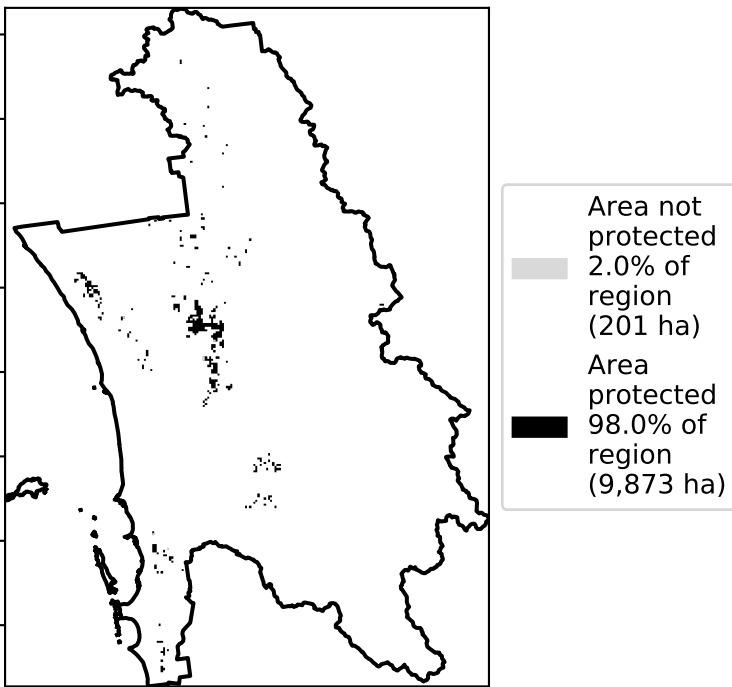 Area not
protected
2.0% of
region
(201 ha)
Area
protected
98.0% of
region
(9,873 ha)